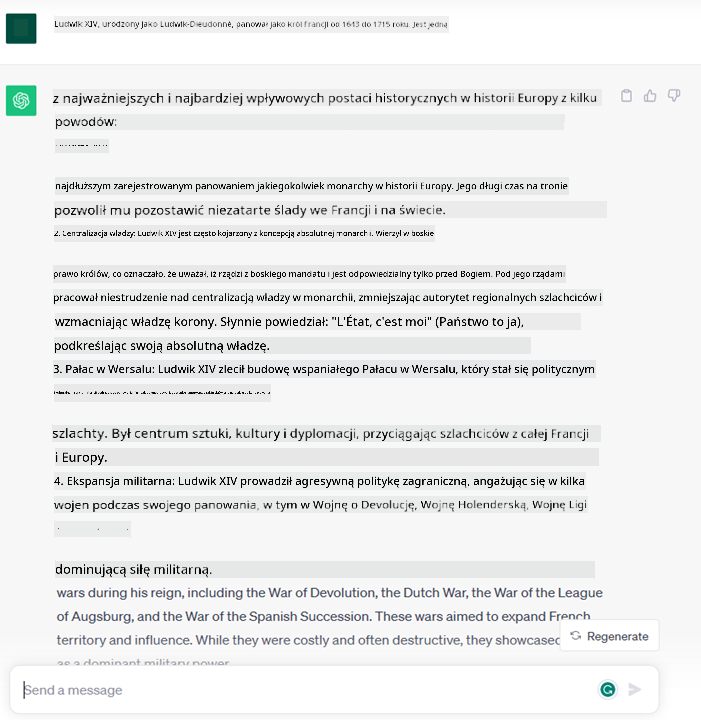 Ludwik XIV, urodzony jako Ludwik-Dieudonné, panował jako król Francji od 1643 do 1715 roku. Jest jedną
z najważniejszych i najbardziej wpływowych postaci historycznych w historii Europy z kilku
powodów:
najdłuższym zarejestrowanym panowaniem jakiegokolwiek monarchy w historii Europy. Jego długi czas na tronie
pozwolił mu pozostawić niezatarte ślady we Francji i na świecie.
2. Centralizacja władzy: Ludwik XIV jest często kojarzony z koncepcją absolutnej monarchii. Wierzył w boskie
prawo królów, co oznaczało, że uważał, iż rządzi z boskiego mandatu i jest odpowiedzialny tylko przed Bogiem. Pod jego rządami
pracował niestrudzenie nad centralizacją władzy w monarchii, zmniejszając autorytet regionalnych szlachciców i
wzmacniając władzę korony. Słynnie powiedział: "L'État, c'est moi" (Państwo to ja),
podkreślając swoją absolutną władzę.
3. Pałac w Wersalu: Ludwik XIV zlecił budowę wspaniałego Pałacu w Wersalu, który stał się politycznym
szlachty. Był centrum sztuki, kultury i dyplomacji, przyciągając szlachciców z całej Francji
i Europy.
4. Ekspansja militarna: Ludwik XIV prowadził agresywną politykę zagraniczną, angażując się w kilka
wojen podczas swojego panowania, w tym w Wojnę o Devolucję, Wojnę Holenderską, Wojnę Ligi
dominującą siłę militarną.
wars during his reign, including the War of Devolution, the Dutch War, the War of the League
of Augsburg, and the War of the Spanish Succession. These wars aimed to expand French
territory and influence. While they were costly and often destructive, they showcased
as a dominant military power.
Regenerate
Send a message